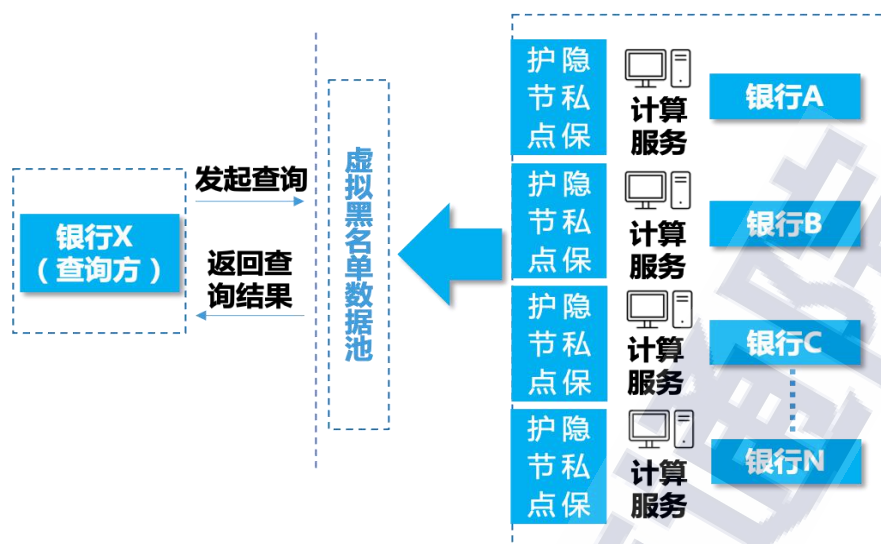 银行X
（查询方）
发起查询
返回查
询结果
虚拟黑名单数据池
隐私保
护节点
计算
服务
银行A
隐私保
护节点
计算
服务
银行B
隐私保
护节点
计算
服务
银行C
隐私保
护节点
计算
服务
银行N